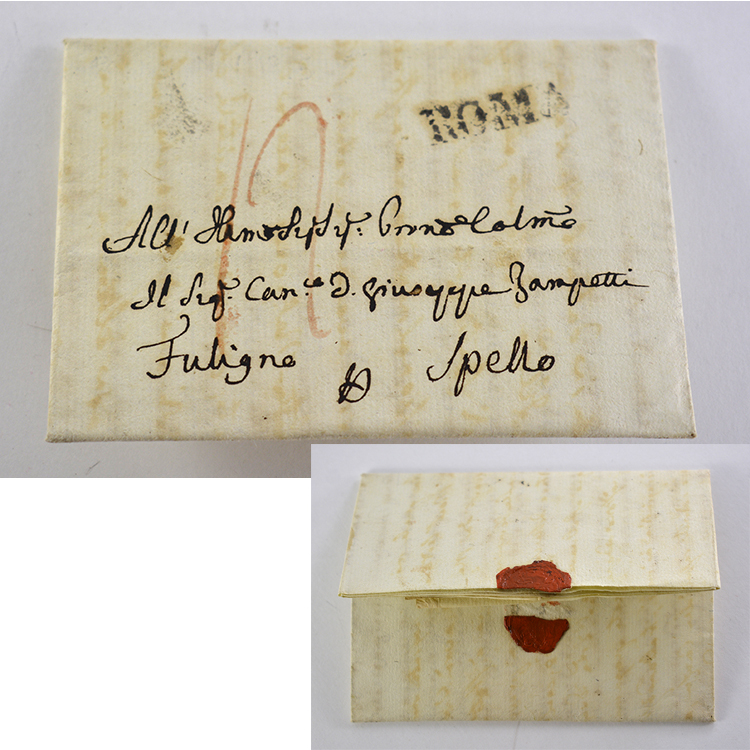 ROMA
All' Illmo Sig Sig.r Prone Colmo
Il Sig.r Can.co D. Giuseppe Zampetti
Fuligno p Spello